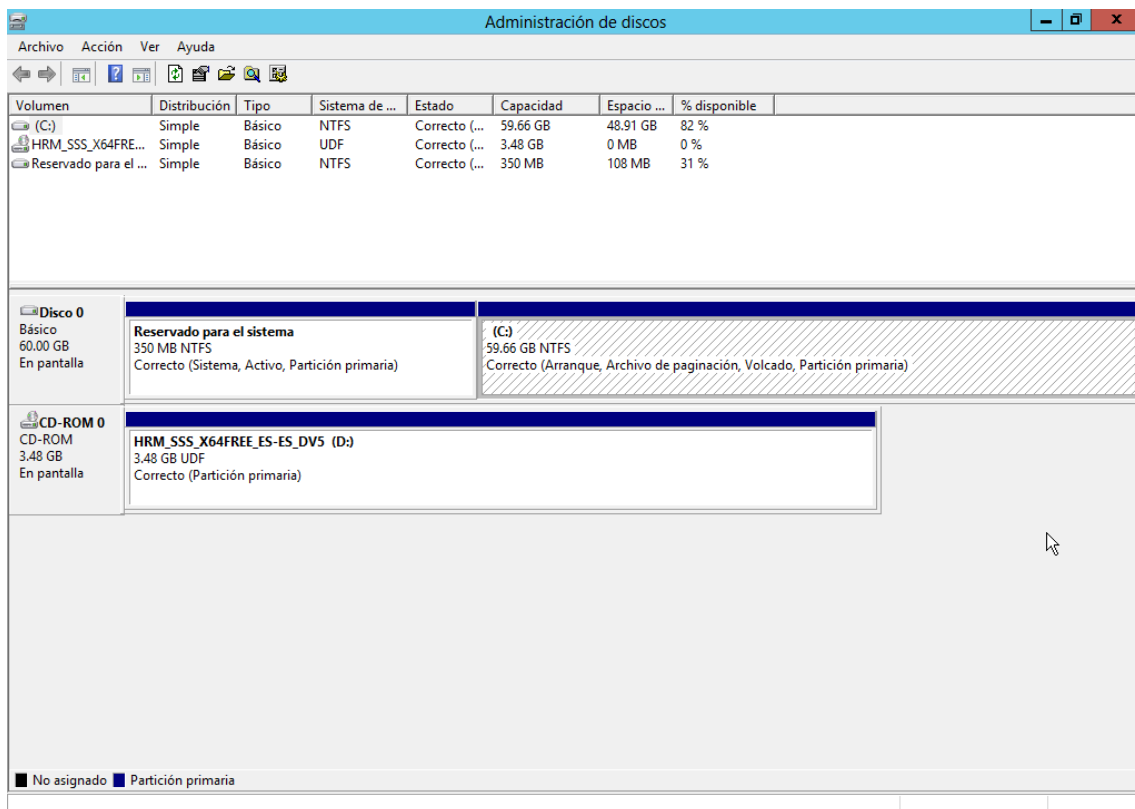 Administración de discos
Archivo Acción Ver Ayuda
Volumen Distribución Tipo Sistema de ... Estado Capacidad Espacio ... % disponible
(C:) Simple Básico NTFS Correcto (... 59.66 GB 48.91 GB 82 %
HRM_SSS_X64FRE... Simple Básico UDF Correcto (... 3.48 GB 0 MB 0 %
Reservado para el ... Simple Básico NTFS Correcto (... 350 MB 108 MB 31 %
Disco 0
Básico
60.00 GB
En pantalla
Reservado para el sistema
350 MB NTFS
Correcto (Sistema, Activo, Partición primaria)
(C:)
59.66 GB NTFS
Correcto (Arranque, Archivo de paginación, Volcado, Partición primaria)
CD-ROM 0
CD-ROM
3.48 GB
En pantalla
HRM_SSS_X64FREE_ES-ES_DV5 (D:)
3.48 GB UDF
Correcto (Partición primaria)
No asignado Partición primaria